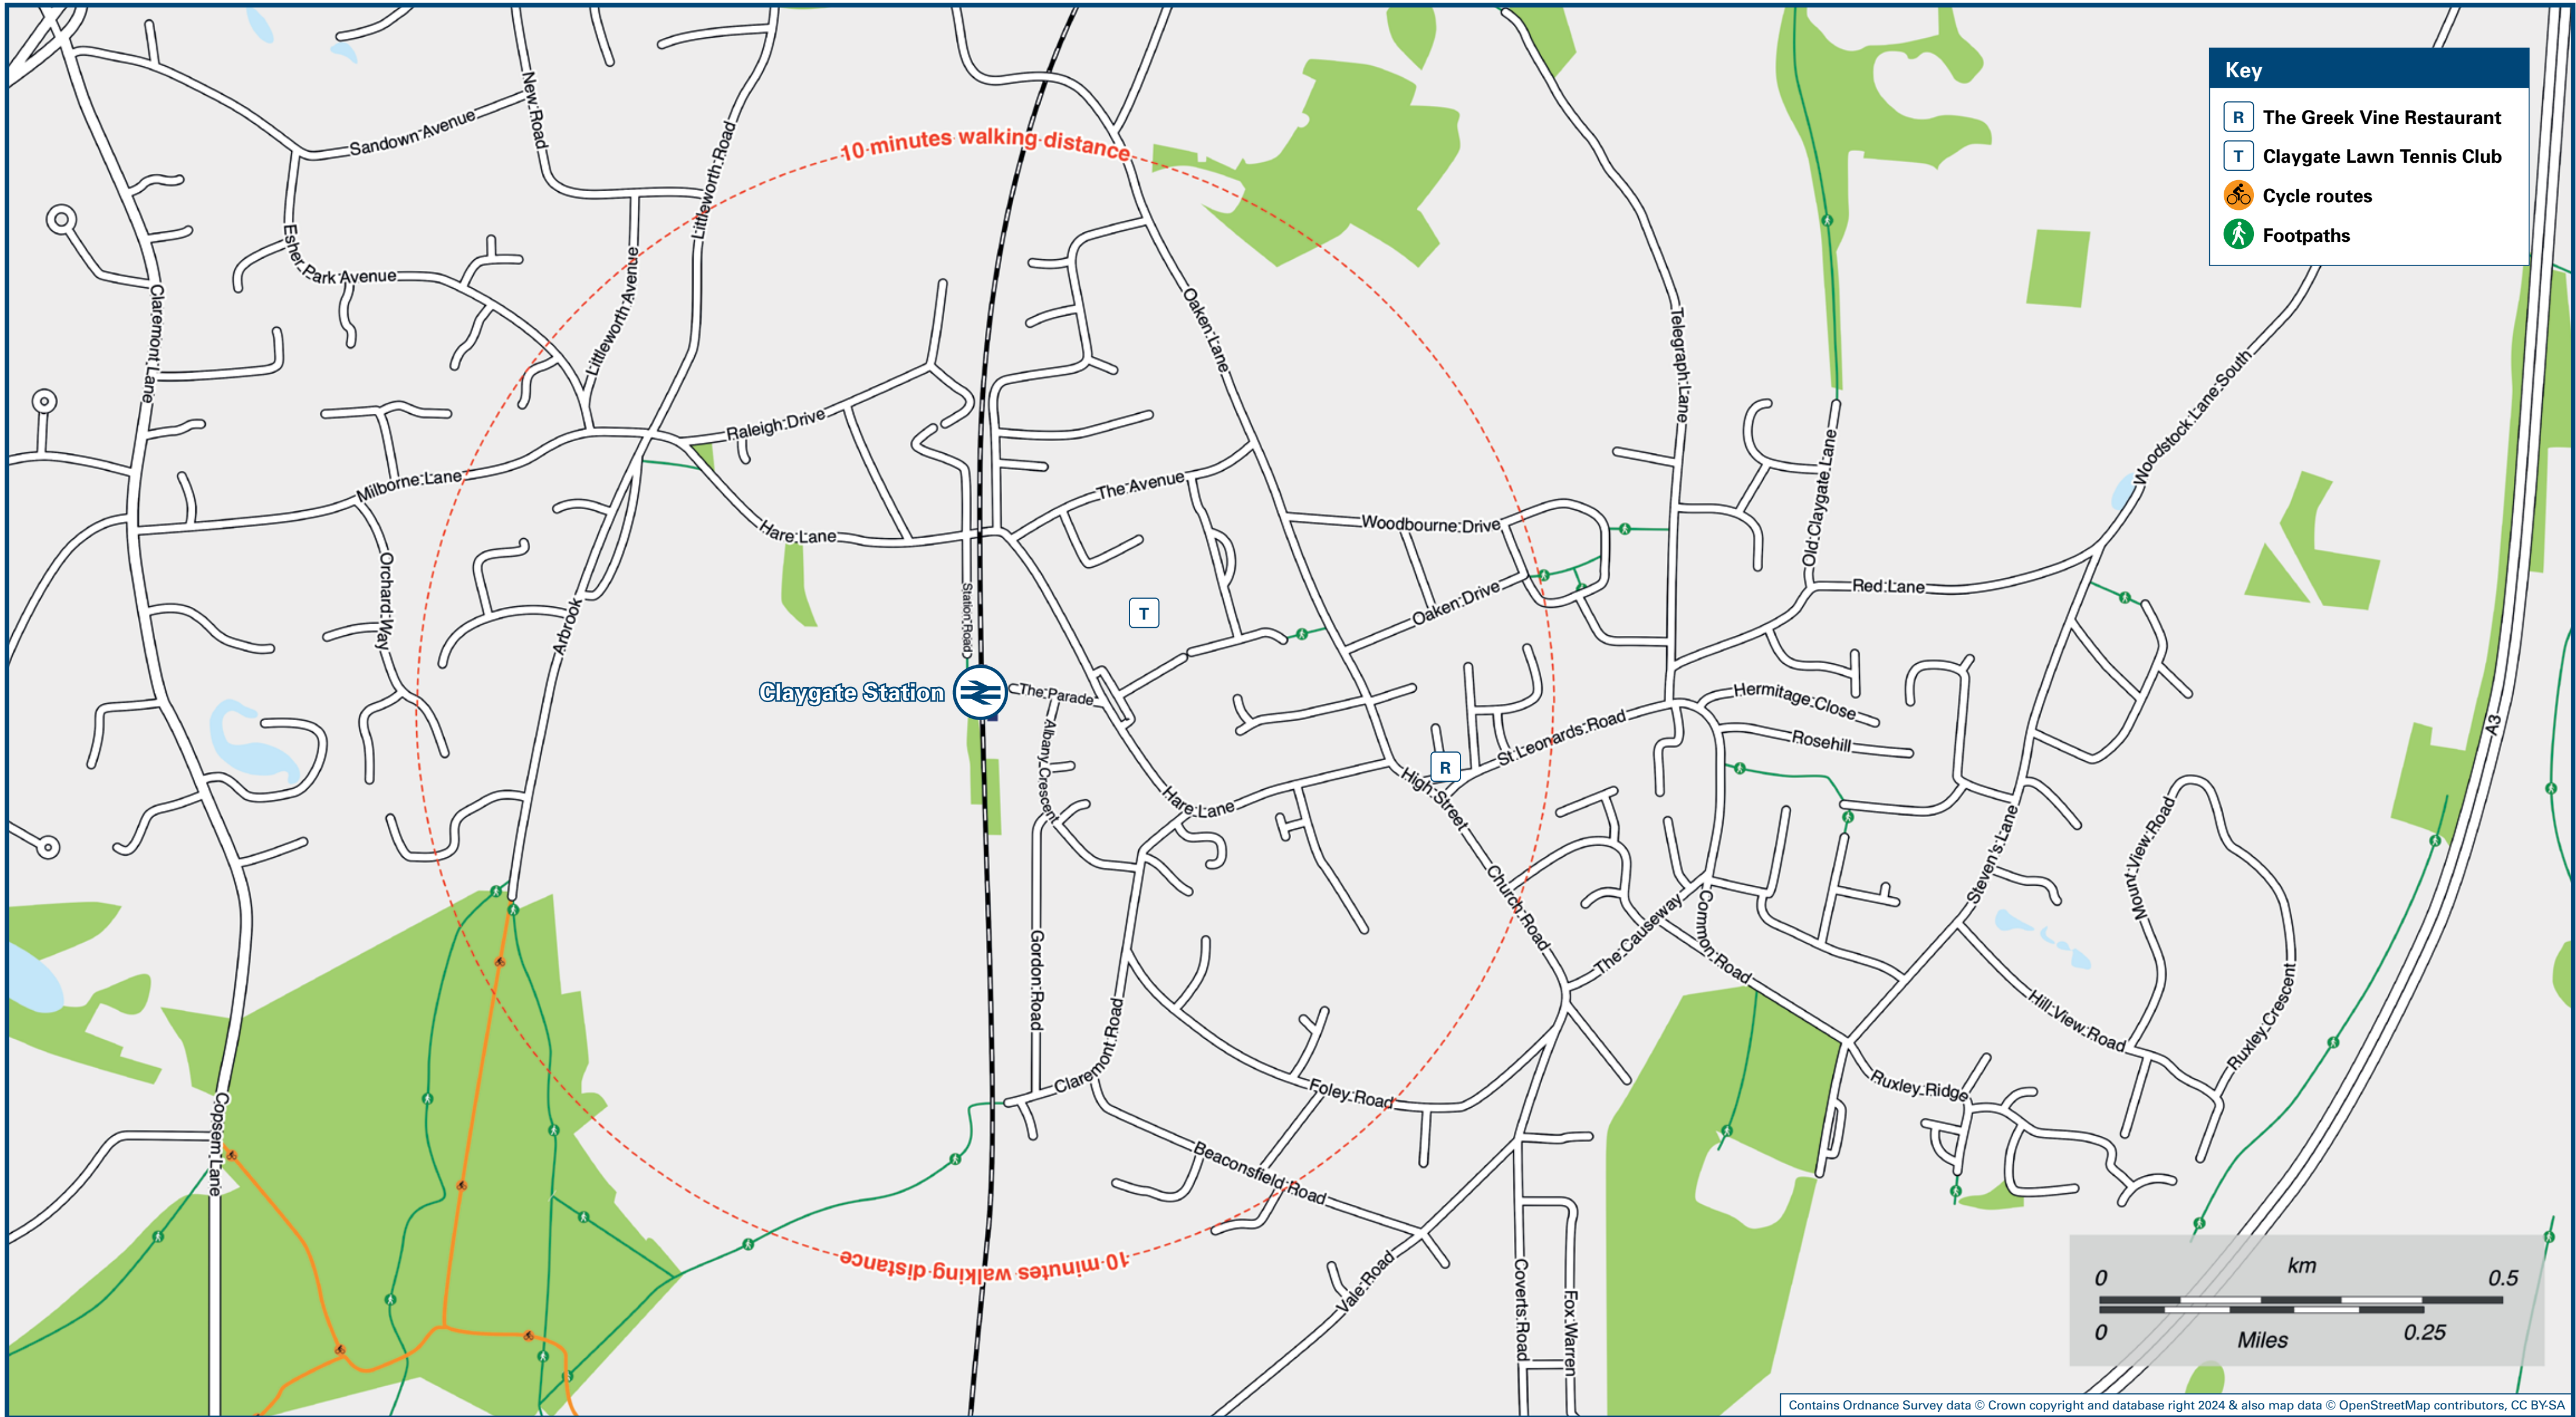 Key
R The Greek Vine Restaurant
T Claygate Lawn Tennis Club
Cycle routes
Footpaths
New Road
Sandown Avenue
Littleworth Road
10 minutes walking distance
Esher Park Avenue
Claremont Lane
Littleworth Avenue
Oaken Lane
Telegraph Lane
Woodstock Lane South
Raleigh Drive
Milborne Lane
The Avenue
Hare Lane
Woodbourne Drive
Old Claygate Lane
Red Lane
Orchard Way
Arbrook
Station Road
T
Oaken Drive
Claygate Station
The Parade
Hermitage Close
St Leonards Road
Rosehill
A3
Albany Crescent
R
High Street
Hare Lane
Steven's Lane
Mount View Road
Church Road
The Causeway
Common Road
Gordon Road
Claremont Road
Hill View Road
Ruxley Crescent
Foley Road
Ruxley Ridge
Copsem Lane
Beaconsfield Road
10 minutes walking distance
Vale Road
Coverts Road
Fox Warren
km
0 0.5
0 0.25
Miles
Contains Ordnance Survey data © Crown copyright and database right 2024 & also map data © OpenStreetMap contributors, CC BY-SA